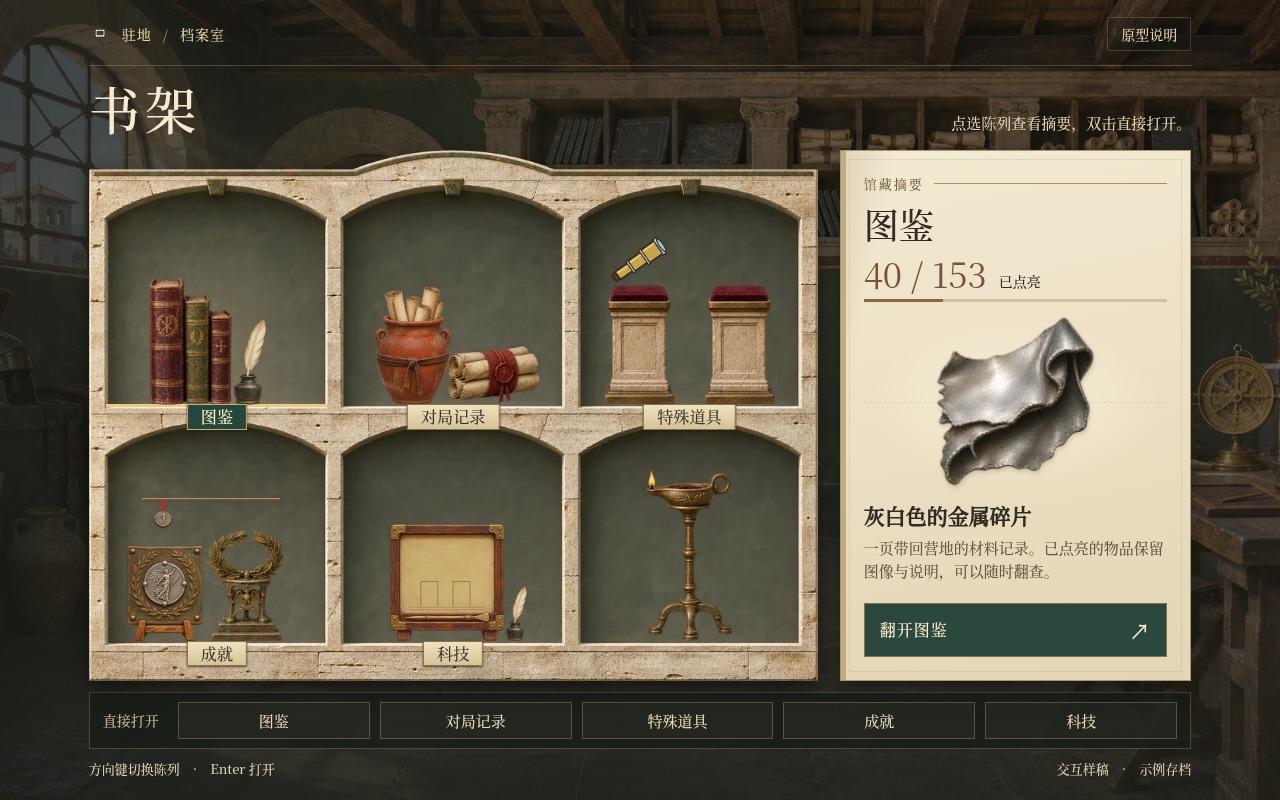 驻地 / 档案室
原型说明
书架
点选陈列查看摘要，双击直接打开。
图鉴
对局记录
特殊道具
成就
科技
馆藏摘要
图鉴
40 / 153 已点亮
灰白色的金属碎片
一页带回营地的材料记录。已点亮的物品保留
图像与说明，可以随时翻查。
翻开图鉴 ↗
直接打开 图鉴 对局记录 特殊道具 成就 科技
方向键切换陈列 · Enter 打开
交互样稿 · 示例存档